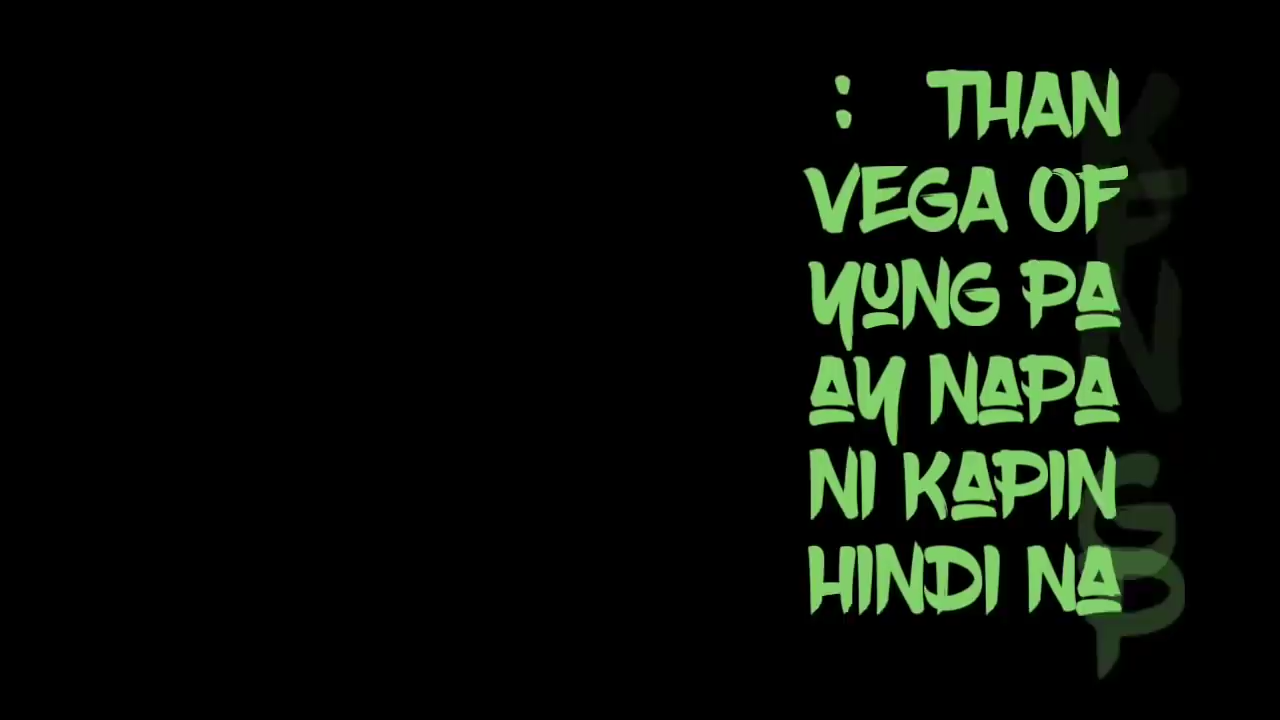 : THAN
VEGA OF
YUNG PA
AY NAPA
NI KAPIN
HINDI NA